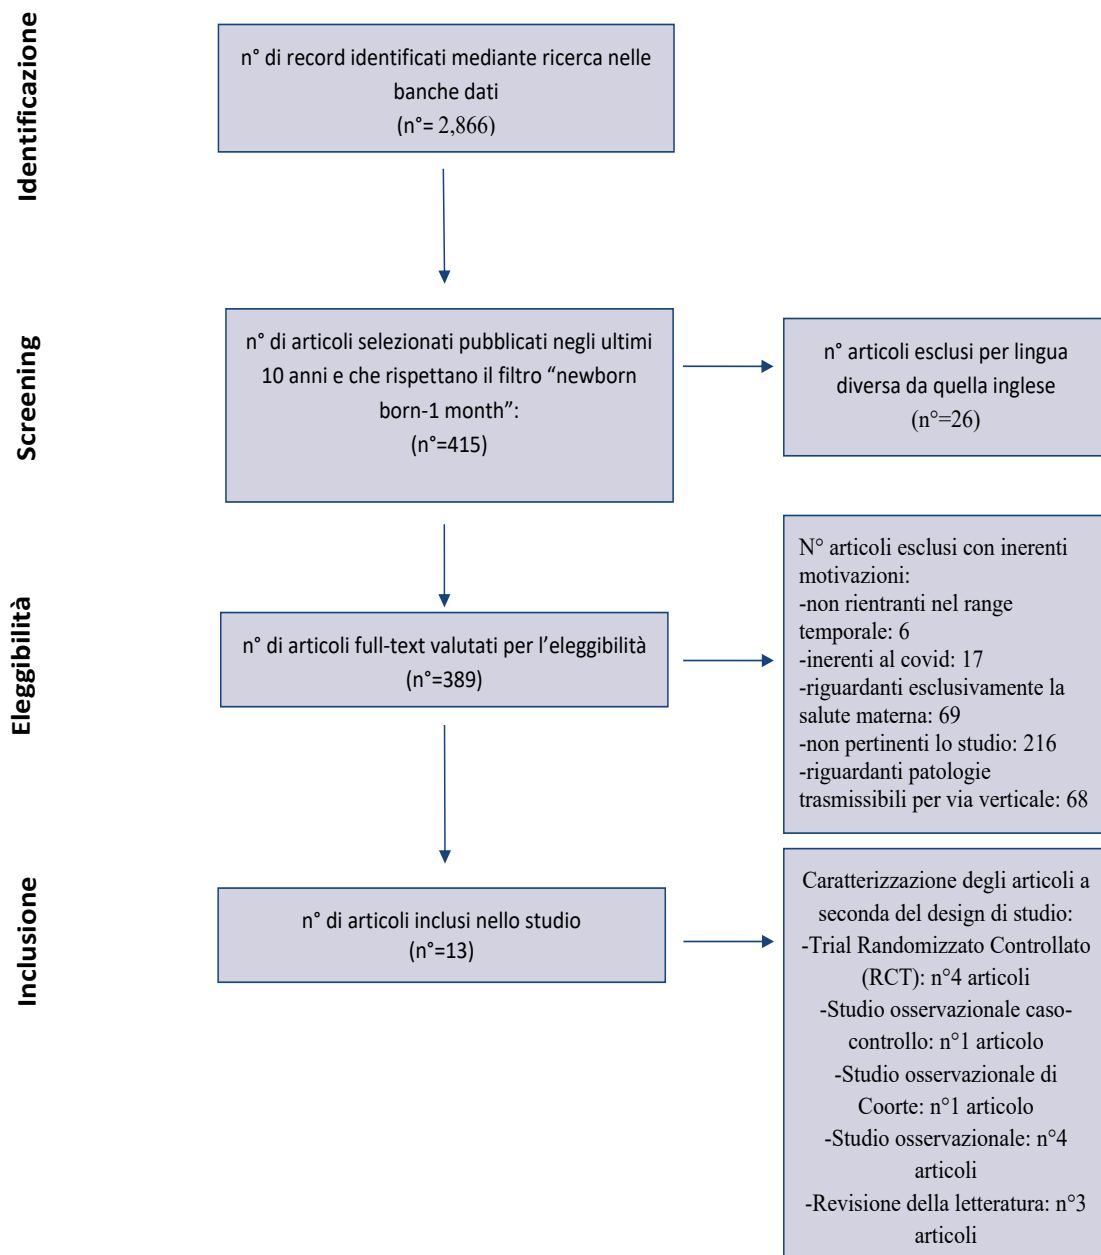 Identificazione
n° di record identificati mediante ricerca nelle
banche dati
(n°= 2,866)
Screening
n° di articoli selezionati pubblicati negli ultimi
10 anni e che rispettano il filtro “newborn
born-1 month”:
(n°=415)
n° articoli esclusi per lingua
diversa da quella inglese
(n°=26)
Eleggibilità
n° di articoli full-text valutati per l’eleggibilità
(n°=389)
N° articoli esclusi con inerenti
motivazioni:
-non rientranti nel range
temporale: 6
-inerenti al covid: 17
-riguardanti esclusivamente la
salute materna: 69
-non pertinenti lo studio: 216
-riguardanti patologie
trasmissibili per via verticale: 68
Inclusione
n° di articoli inclusi nello studio
(n°=13)
Caratterizzazione degli articoli a
seconda del design di studio:
-Trial Randomizzato Controllato
(RCT): n°4 articoli
-Studio osservazionale caso-
controllo: n°1 articolo
-Studio osservazionale di
Coorte: n°1 articolo
-Studio osservazionale: n°4
articoli
-Revisione della letteratura: n°3
articoli